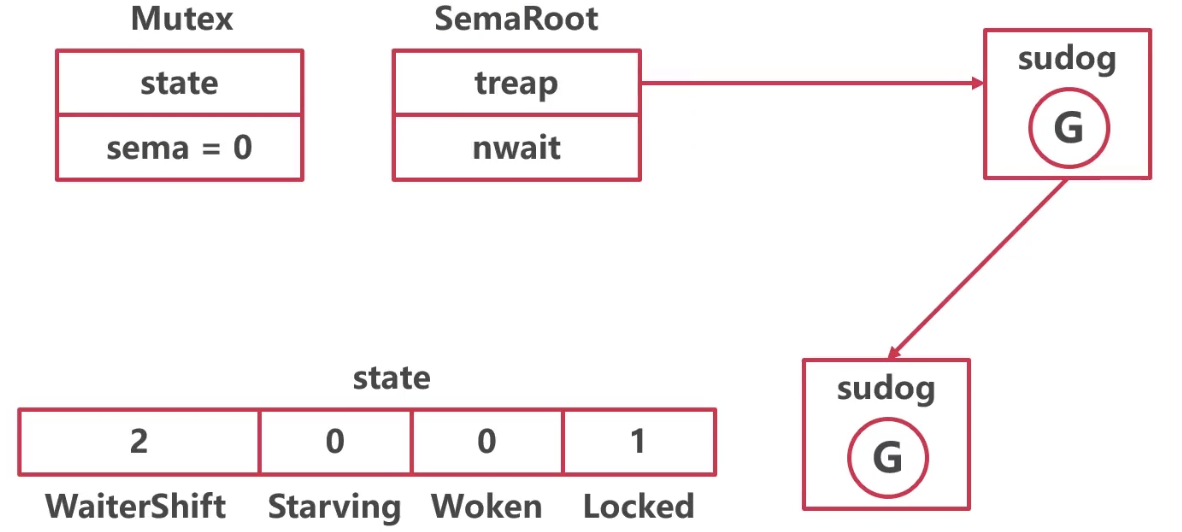 Mutex
state
sema = 0
SemaRoot
treap
nwait
sudog
G
sudog
G
state
2 0 0 1
WaiterShift Starving Woken Locked